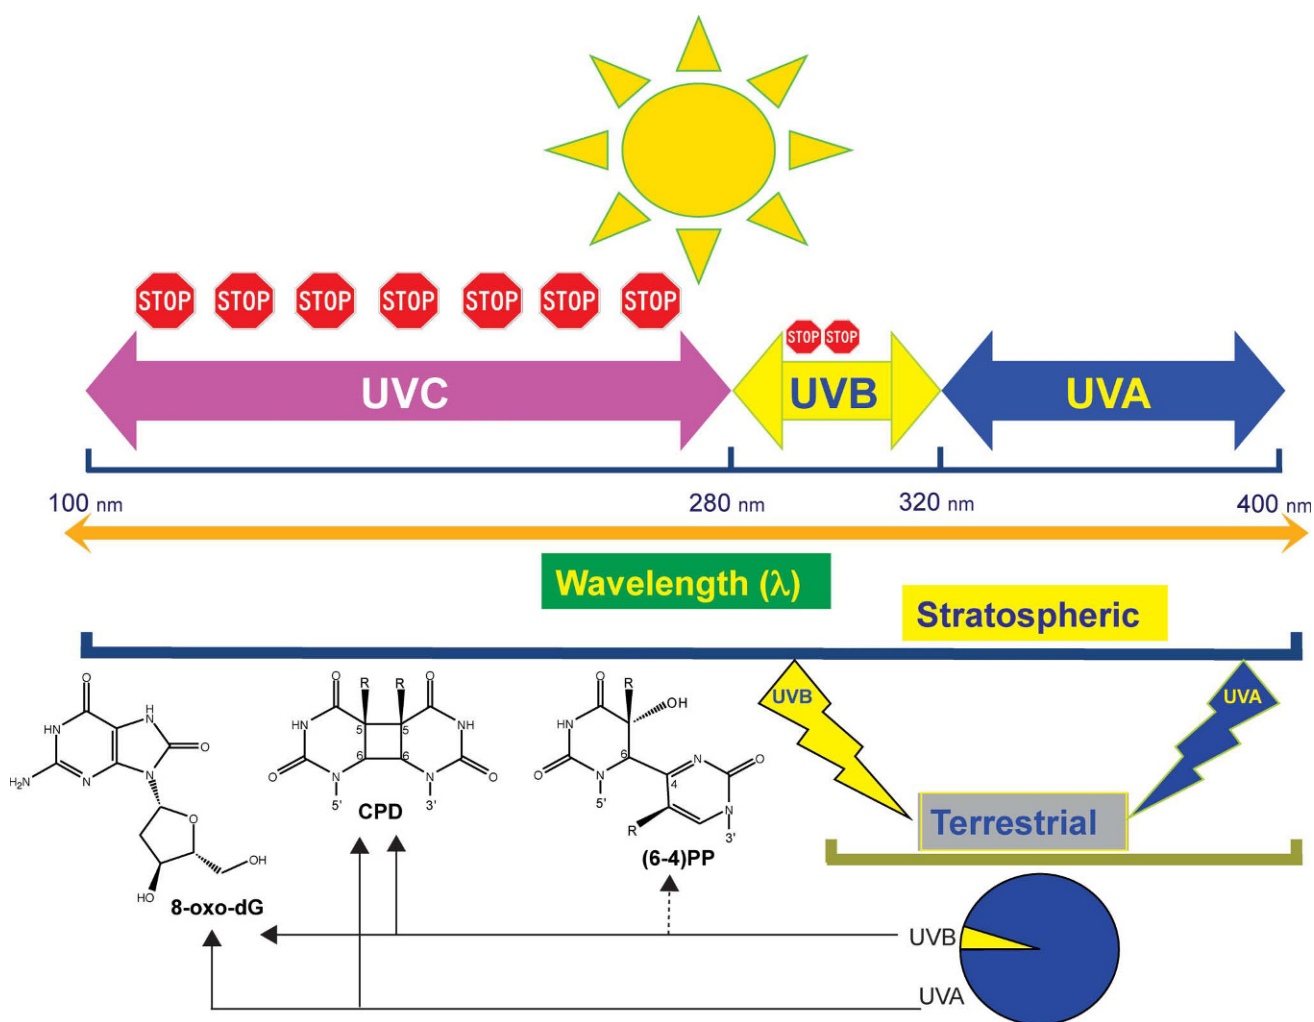 STOP STOP STOP STOP STOP STOP STOP
STOP STOP
UVC UVB UVA
100 nm 280 nm 320 nm 400 nm
Wavelength (λ)
Stratospheric
UVB UVA
Terrestrial
O
NH
HN
O
N
H₂N
N
O
OH
HO
8-oxo-dG
O R R O
HN 5 5 NH
6 6
O N N O
5' 3'
CPD
O R
OH
HN
6
O N
5'
N O
4
R N
3'
(6-4)PP
UVB
UVA